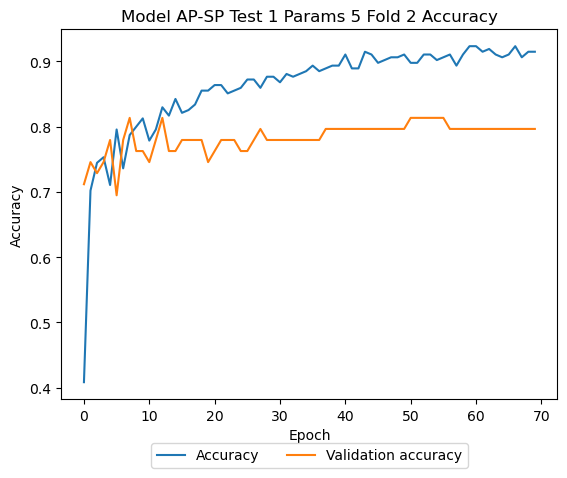 Model AP-SP Test 1 Params 5 Fold 2 Accuracy
0.9
0.8
0.7
0.6
0.5
0.4
Accuracy
0 10 20 30 40 50 60 70
Epoch
Accuracy Validation accuracy